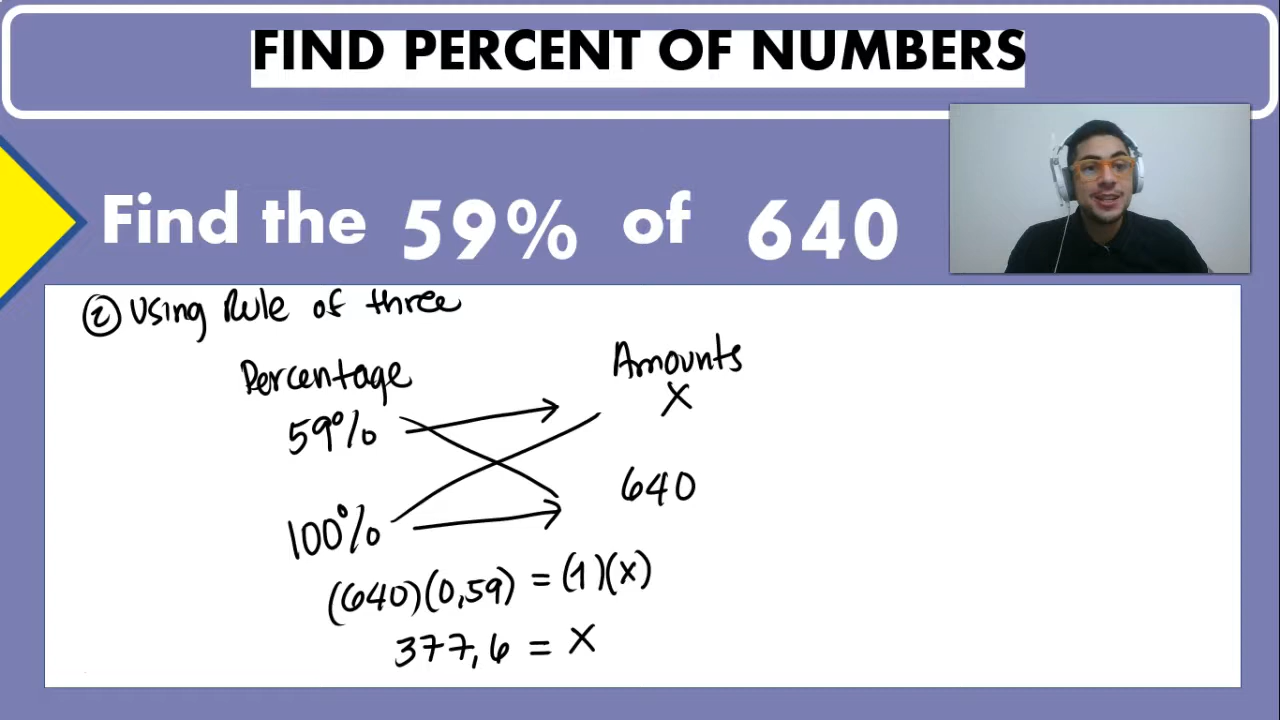 FIND PERCENT OF NUMBERS
Find the 59% of 640
② Using Rule of three
Percentage Amounts
59% X
100% 640
(640)(0,59) = (1)(x)
377,6 = X